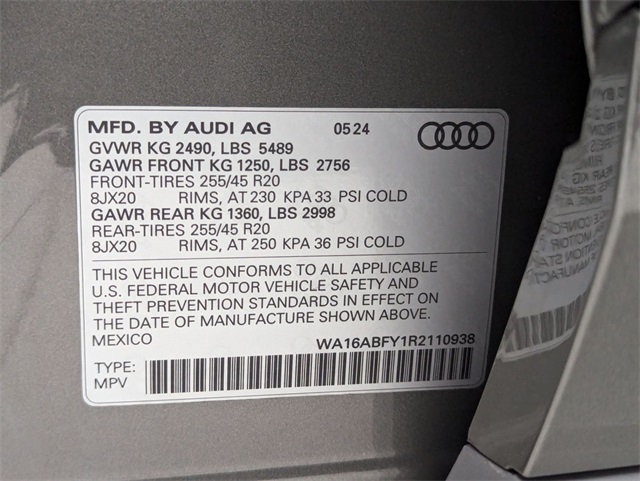 MFD. BY AUDI AG 05 24
GVWR KG 2490, LBS 5489
GAWR FRONT KG 1250, LBS 2756
FRONT-TIRES 255/45 R20
8JX20 RIMS, AT 230 KPA 33 PSI COLD
GAWR REAR KG 1360, LBS 2998
REAR-TIRES 255/45 R20
8JX20 RIMS, AT 250 KPA 36 PSI COLD
THIS VEHICLE CONFORMS TO ALL APPLICABLE
U.S. FEDERAL MOTOR VEHICLE SAFETY AND
THEFT PREVENTION STANDARDS IN EFFECT ON
THE DATE OF MANUFACTURE SHOWN ABOVE.
MEXICO WA16ABFY1R2110938
TYPE:
MPV